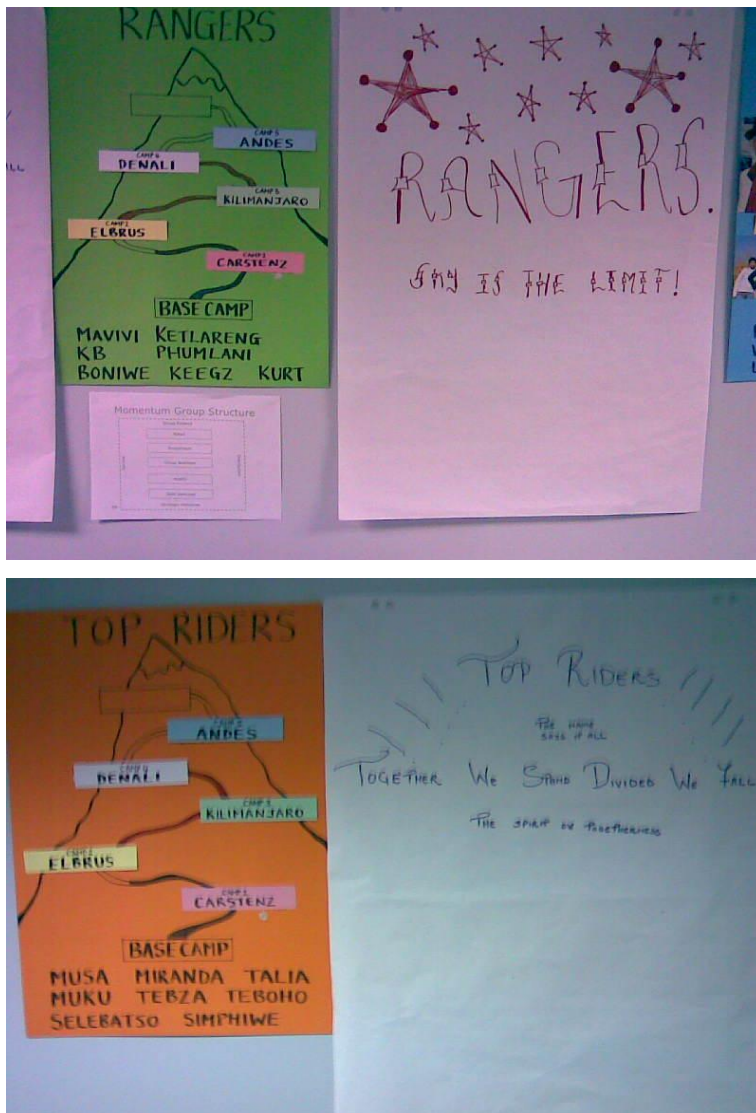 RANGERS
CAMP 5
ANDES
CAMP 4
DENALI
CAMP 3
KILIMANJARO
CAMP 2
ELBRUS
CAMP 1
CARSTENZ
BASE CAMP
MAVIVI KETLARENG
KB PHUMLANI
BONIWE KEEGZ KURT
Momentum Group Structure
RANGERS.
SKY IS THE LIMIT!
TOP RIDERS
CAMP 5
ANDES
CAMP 4
DENALI
CAMP 3
KILIMANJARO
CAMP 2
ELBRUS
CAMP 1
CARSTENZ
BASE CAMP
MUSA MIRANDA TALIA
MUKU TEBZA TEBOHO
SELEBATSO SIMPHIWE
TOP RIDERS
THE NAME
SAYS IT ALL
TOGETHER WE STAND DIVIDED WE FALL
THE SPIRIT OF TOGETHERNESS